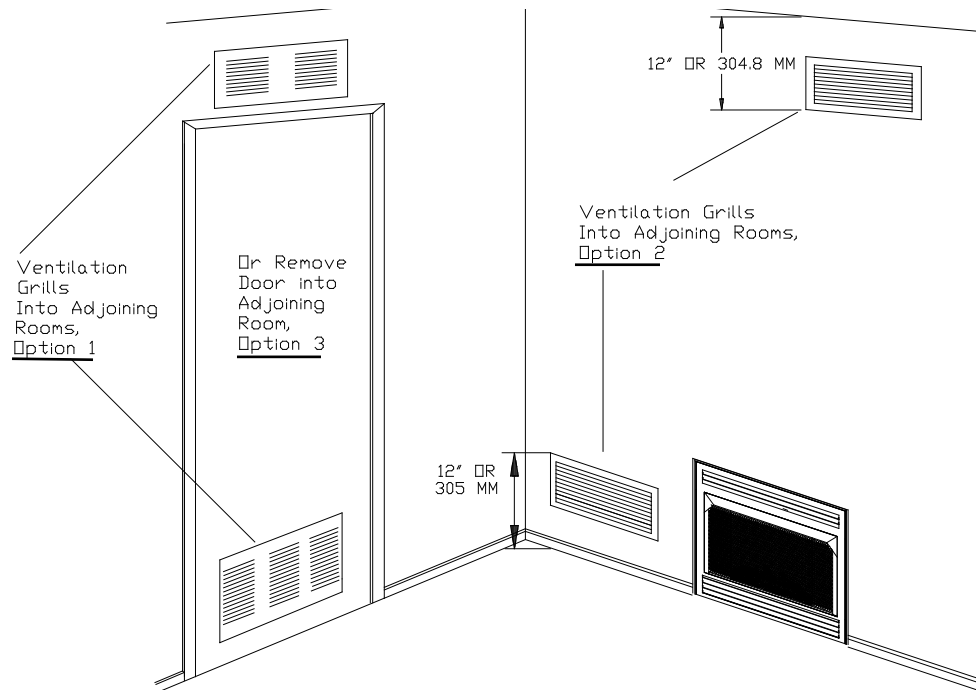 12″ OR 304.8 MM
Ventilation Grills
Into Adjoining Rooms,
Option 2
Ventilation
Grills
Into Adjoining
Rooms,
Option 1
Or Remove
Door into
Adjoining
Room,
Option 3
12″ OR
305 MM